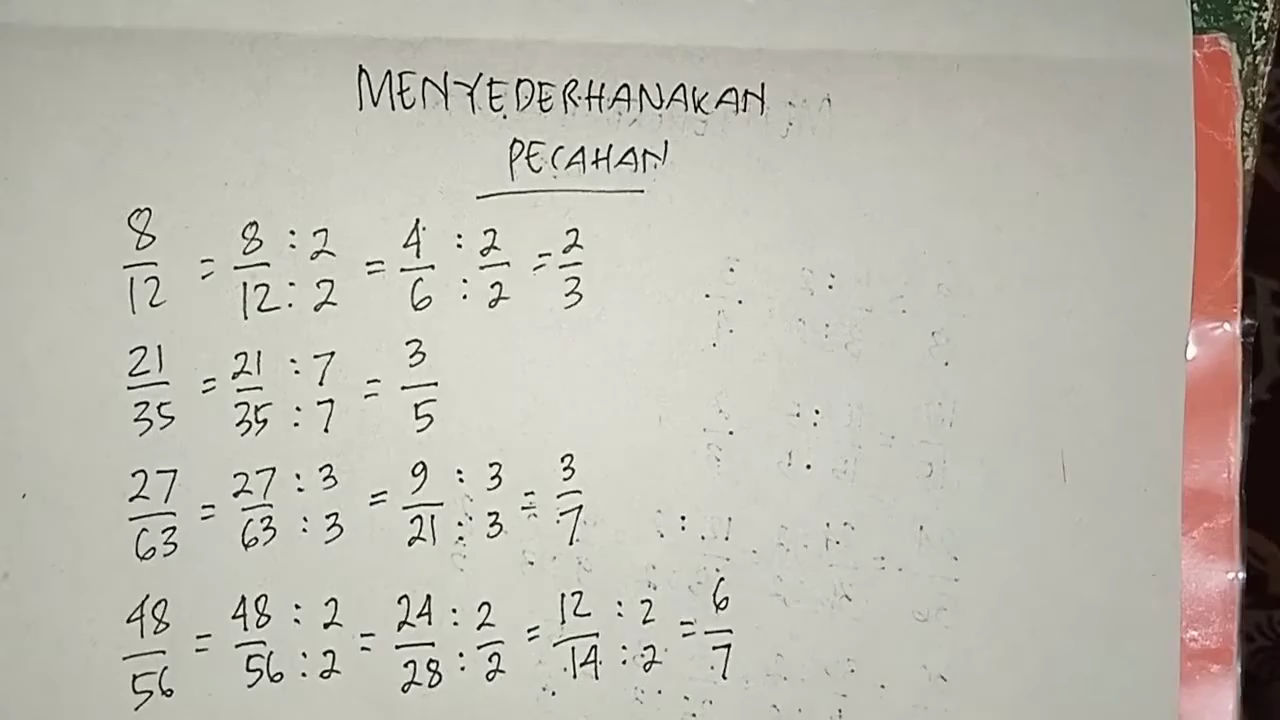 MENYEDERHANAKAN
PECAHAN
8/12 = 8 : 2 / 12 : 2 = 4 : 2 / 6 : 2 = 2/3
21/35 = 21 : 7 / 35 : 7 = 3/5
27/63 = 27 : 3 / 63 : 3 = 9 : 3 / 21 : 3 = 3/7
48/56 = 48 : 2 / 56 : 2 = 24 : 2 / 28 : 2 = 12 : 2 / 14 : 2 = 6/7